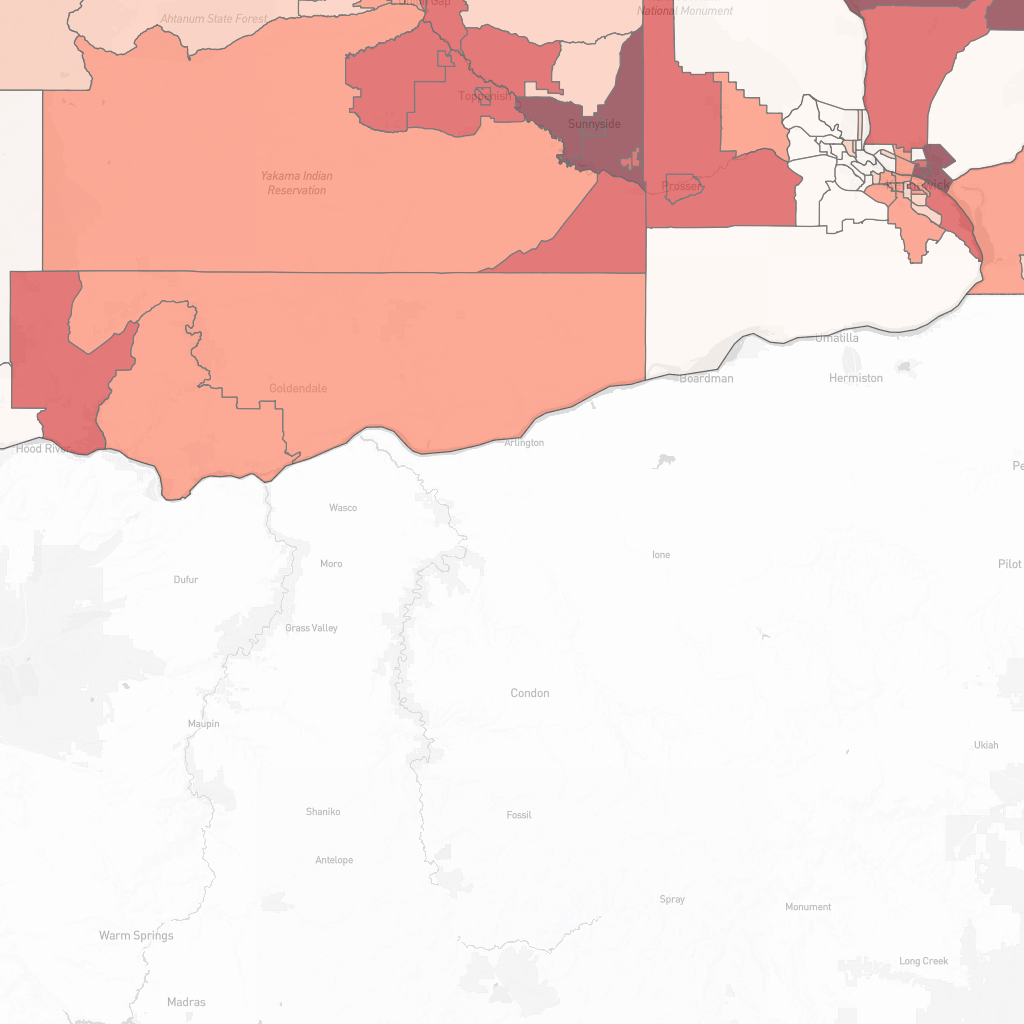 Ahtanum State Forest
Gap
National Monument
Toppenish
Sunnyside
Yakama Indian
Reservation
Prosser
Umatilla
Boardman
Hermiston
Goldendale
Arlington
Hood River
Wasco
Ione
Moro
Pilot
Dufur
Grass Valley
Condon
Maupin
Ukiah
Shaniko
Fossil
Antelope
Spray
Monument
Warm Springs
Long Creek
Madras